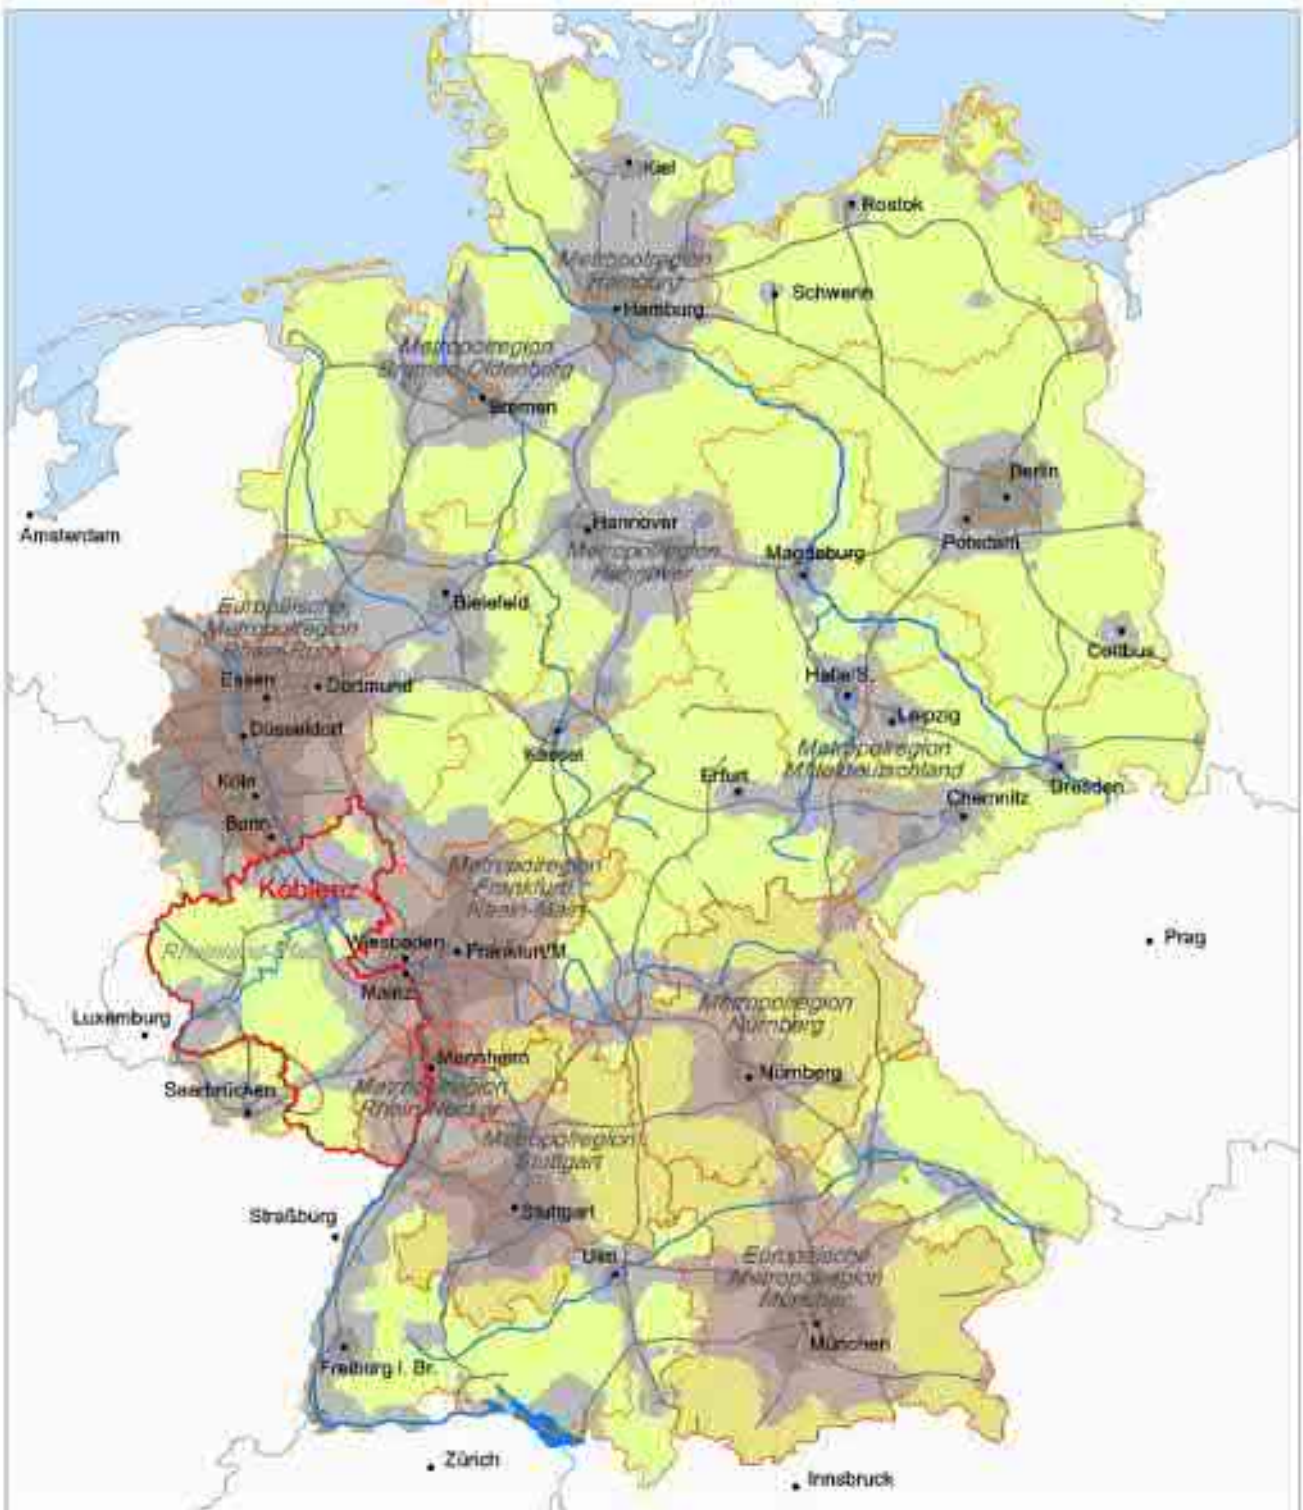 Kiel
Rostok
Metropolregion
Hamburg
Schwerin
Hamburg
Metropolregion
Bremen-Oldenburg
Bremen
Berlin
Amsterdam
Hannover
Potsdam
Metropolregion
Hannover
Magdeburg
Bielefeld
Europäische
Metropolregion
Rhein-Ruhr
Cottbus
Essen
Dortmund
Halle/S.
Leipzig
Düsseldorf
Kassel
Metropolregion
Mitteldeutschland
Erfurt
Köln
Dresden
Chemnitz
Bonn
Metropolregion
Frankfurt
Rhein-Main
Koblenz
Prag
Wiesbaden
Frankfurt/M
Mainz
Metropolregion
Nürnberg
Luxemburg
Mannheim
Nürnberg
Saarbrücken
Metropolregion
Rhein-Neckar
Metropolregion
Stuttgart
Straßburg
Stuttgart
Ulm
Europäische
Metropolregion
München
München
Freiburg i. Br.
Zürich
Innsbruck